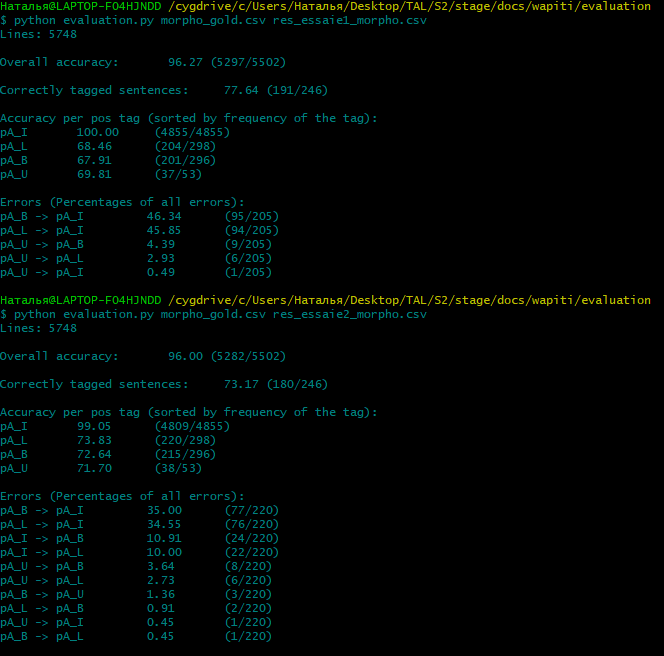 Наталья@LAPTOP-FO4HJNDD /cygdrive/c/Users/Наталья/Desktop/TAL/S2/stage/docs/wapiti/evaluation
$ python evaluation.py morpho_gold.csv res_essaie1_morpho.csv
Lines: 5748
Overall accuracy: 96.27 (5297/5502)
Correctly tagged sentences: 77.64 (191/246)
Accuracy per pos tag (sorted by frequency of the tag):
pA_I 100.00 (4855/4855)
pA_L 68.46 (204/298)
pA_B 67.91 (201/296)
pA_U 69.81 (37/53)
Errors (Percentages of all errors):
pA_B -> pA_I 46.34 (95/205)
pA_L -> pA_I 45.85 (94/205)
pA_U -> pA_B 4.39 (9/205)
pA_U -> pA_L 2.93 (6/205)
pA_U -> pA_I 0.49 (1/205)
Наталья@LAPTOP-FO4HJNDD /cygdrive/c/Users/Наталья/Desktop/TAL/S2/stage/docs/wapiti/evaluation
$ python evaluation.py morpho_gold.csv res_essaie2_morpho.csv
Lines: 5748
Overall accuracy: 96.00 (5282/5502)
Correctly tagged sentences: 73.17 (180/246)
Accuracy per pos tag (sorted by frequency of the tag):
pA_I 99.05 (4809/4855)
pA_L 73.83 (220/298)
pA_B 72.64 (215/296)
pA_U 71.70 (38/53)
Errors (Percentages of all errors):
pA_B -> pA_I 35.00 (77/220)
pA_L -> pA_I 34.55 (76/220)
pA_I -> pA_B 10.91 (24/220)
pA_I -> pA_L 10.00 (22/220)
pA_U -> pA_B 3.64 (8/220)
pA_U -> pA_L 2.73 (6/220)
pA_B -> pA_U 1.36 (3/220)
pA_L -> pA_B 0.91 (2/220)
pA_U -> pA_I 0.45 (1/220)
pA_B -> pA_L 0.45 (1/220)